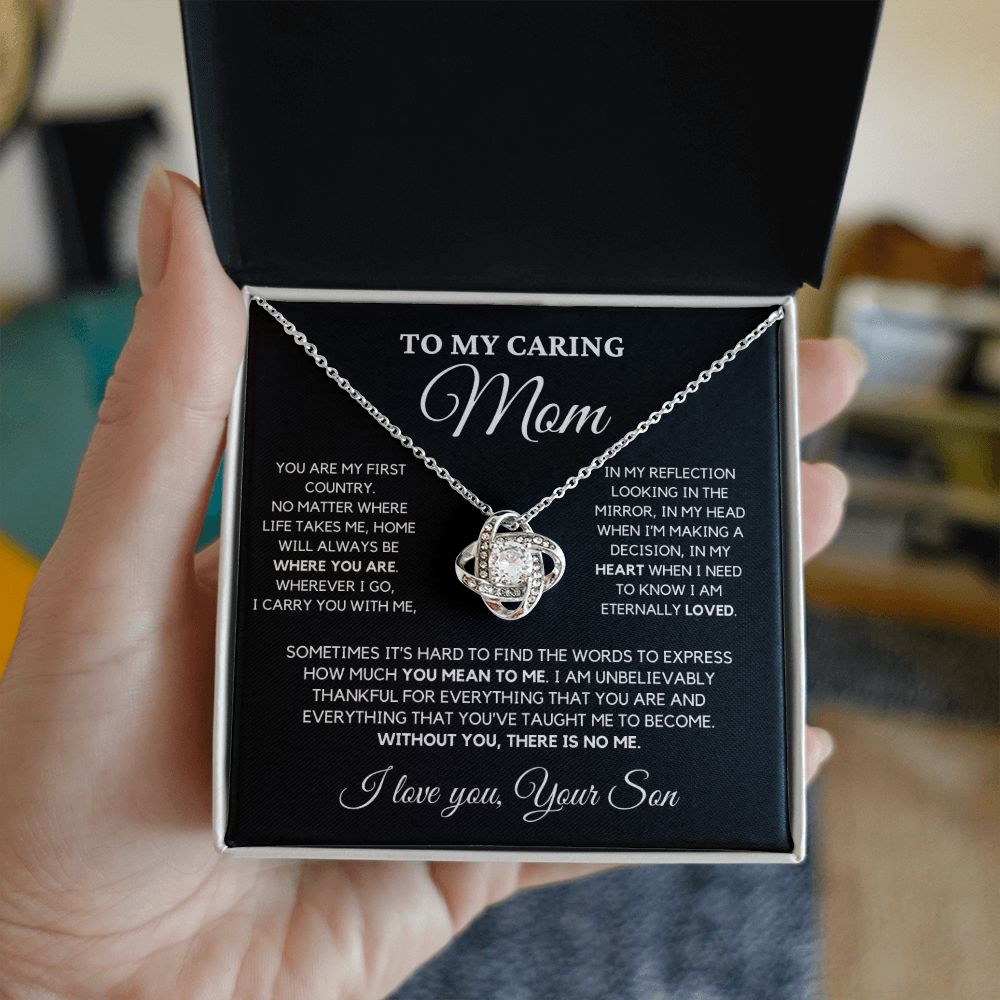 TO MY CARING
Mom
YOU ARE MY FIRST
COUNTRY.
NO MATTER WHERE
LIFE TAKES ME, HOME
WILL ALWAYS BE
WHERE YOU ARE.
WHEREVER I GO,
I CARRY YOU WITH ME,
IN MY REFLECTION
LOOKING IN THE
MIRROR, IN MY HEAD
WHEN I'M MAKING A
DECISION, IN MY
HEART WHEN I NEED
TO KNOW I AM
ETERNALLY LOVED.
SOMETIMES IT'S HARD TO FIND THE WORDS TO EXPRESS
HOW MUCH YOU MEAN TO ME. I AM UNBELIEVABLY
THANKFUL FOR EVERYTHING THAT YOU ARE AND
EVERYTHING THAT YOU'VE TAUGHT ME TO BECOME.
WITHOUT YOU, THERE IS NO ME.
I love you, Your Son